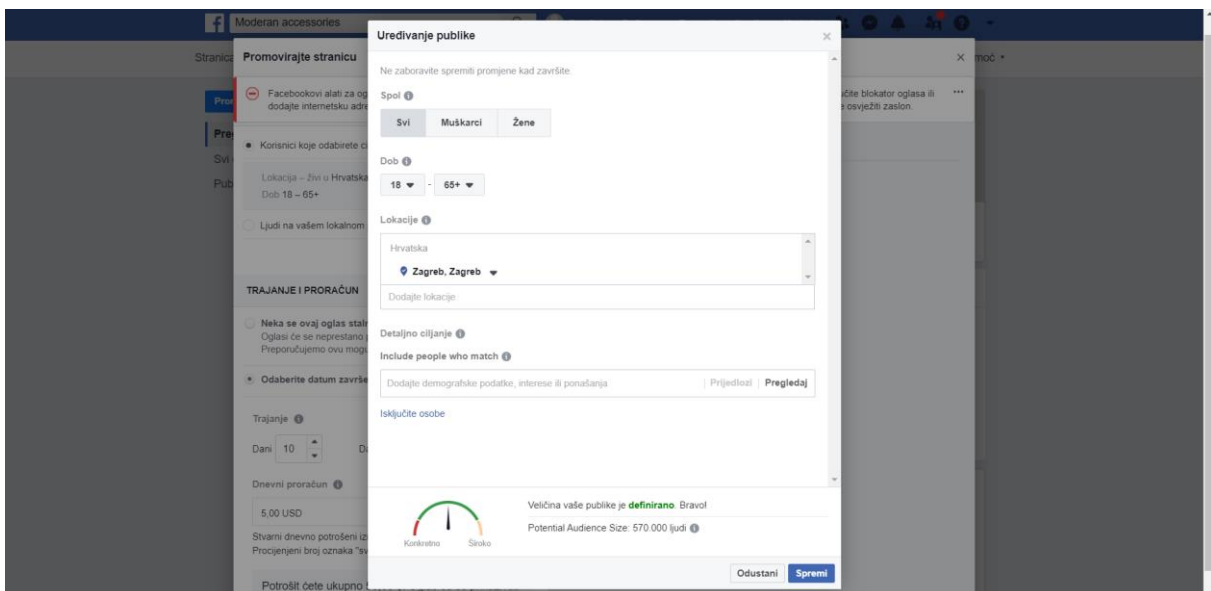 Moderan accessories
Stranica
moć
Promovirajte stranicu
Facebookovi alati za og
dodajte internetsku adre
učite blokator oglasa ili
osvježiti zaslon.
Korisnici koje odabirete ci
Lokacija – živi u Hrvatska
Dob 18 – 65+
Ljudi na vašem lokalnom
TRAJANJE I PRORAČUN
Neka se ovaj oglas staln
Oglasi će se neprestano
Preporučujemo ovu mogu
Odaberite datum završe
Trajanje
Dani 10
Dnevni proračun
5,00 USD
Stvarni dnevno potrošeni iz
Procijenjeni broj oznaka "sv
Potrošit ćete ukupno
Uređivanje publike
Ne zaboravite spremiti promjene kad završite.
Spol
Svi Muškarci Žene
Dob
18 - 65+
Lokacije
Hrvatska
Zagreb, Zagreb
Dodajte lokacije
Detaljno ciljanje
Include people who match
Dodajte demografske podatke, interese ili ponašanja | Prijedlozi | Pregledaj
Isključite osobe
Konkretno Široko
Veličina vaše publike je definirano. Bravo!
Potential Audience Size: 570.000 ljudi
Odustani Spremi